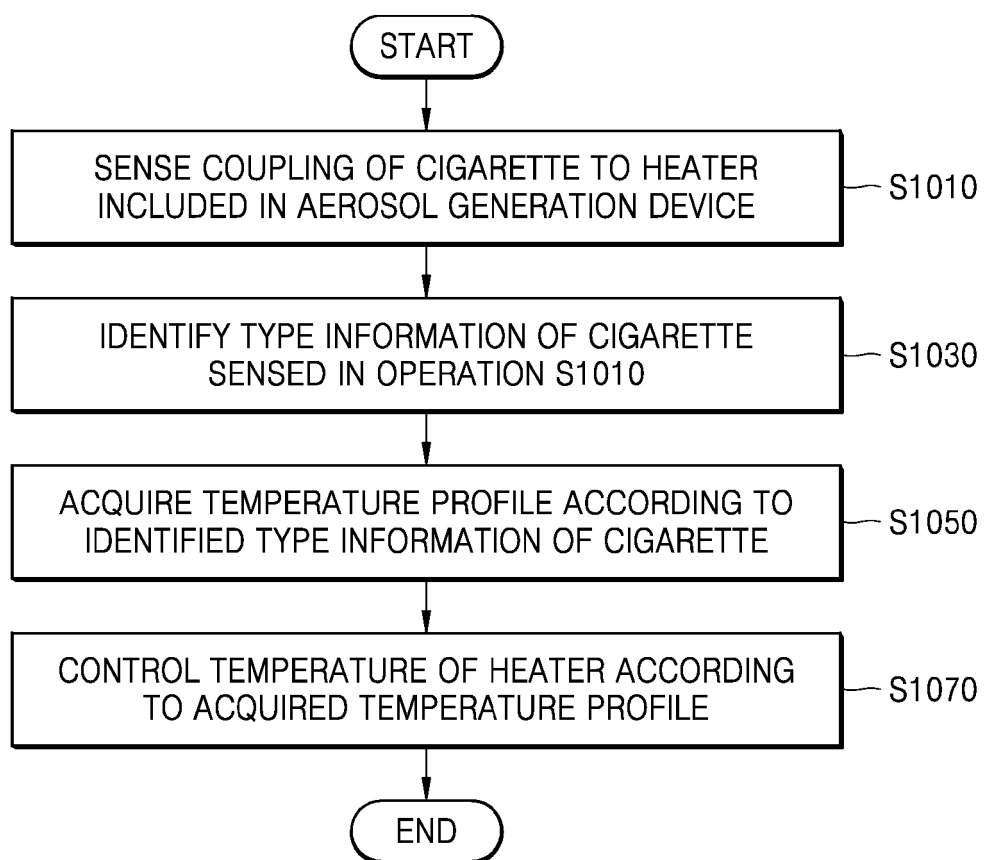 START
SENSE COUPLING OF CIGARETTE TO HEATER
INCLUDED IN AEROSOL GENERATION DEVICE
S1010
IDENTIFY TYPE INFORMATION OF CIGARETTE
SENSED IN OPERATION S1010
S1030
ACQUIRE TEMPERATURE PROFILE ACCORDING TO
IDENTIFIED TYPE INFORMATION OF CIGARETTE
S1050
CONTROL TEMPERATURE OF HEATER ACCORDING
TO ACQUIRED TEMPERATURE PROFILE
S1070
END